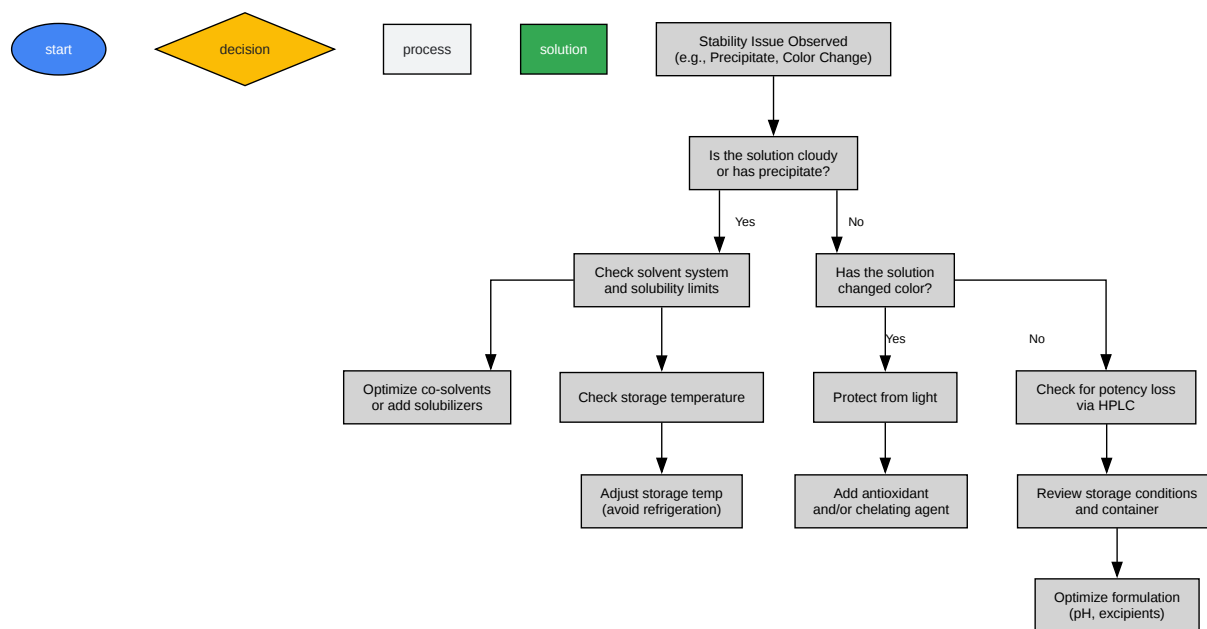 start
decision
process
solution
Stability Issue Observed
(e.g., Precipitate, Color Change)
Is the solution cloudy
or has precipitate?
Yes
No
Check solvent system
and solubility limits
Has the solution
changed color?
Yes
No
Optimize co-solvents
or add solubilizers
Check storage temperature
Protect from light
Check for potency loss
via HPLC
Adjust storage temp
(avoid refrigeration)
Add antioxidant
and/or chelating agent
Review storage conditions
and container
Optimize formulation
(pH, excipients)